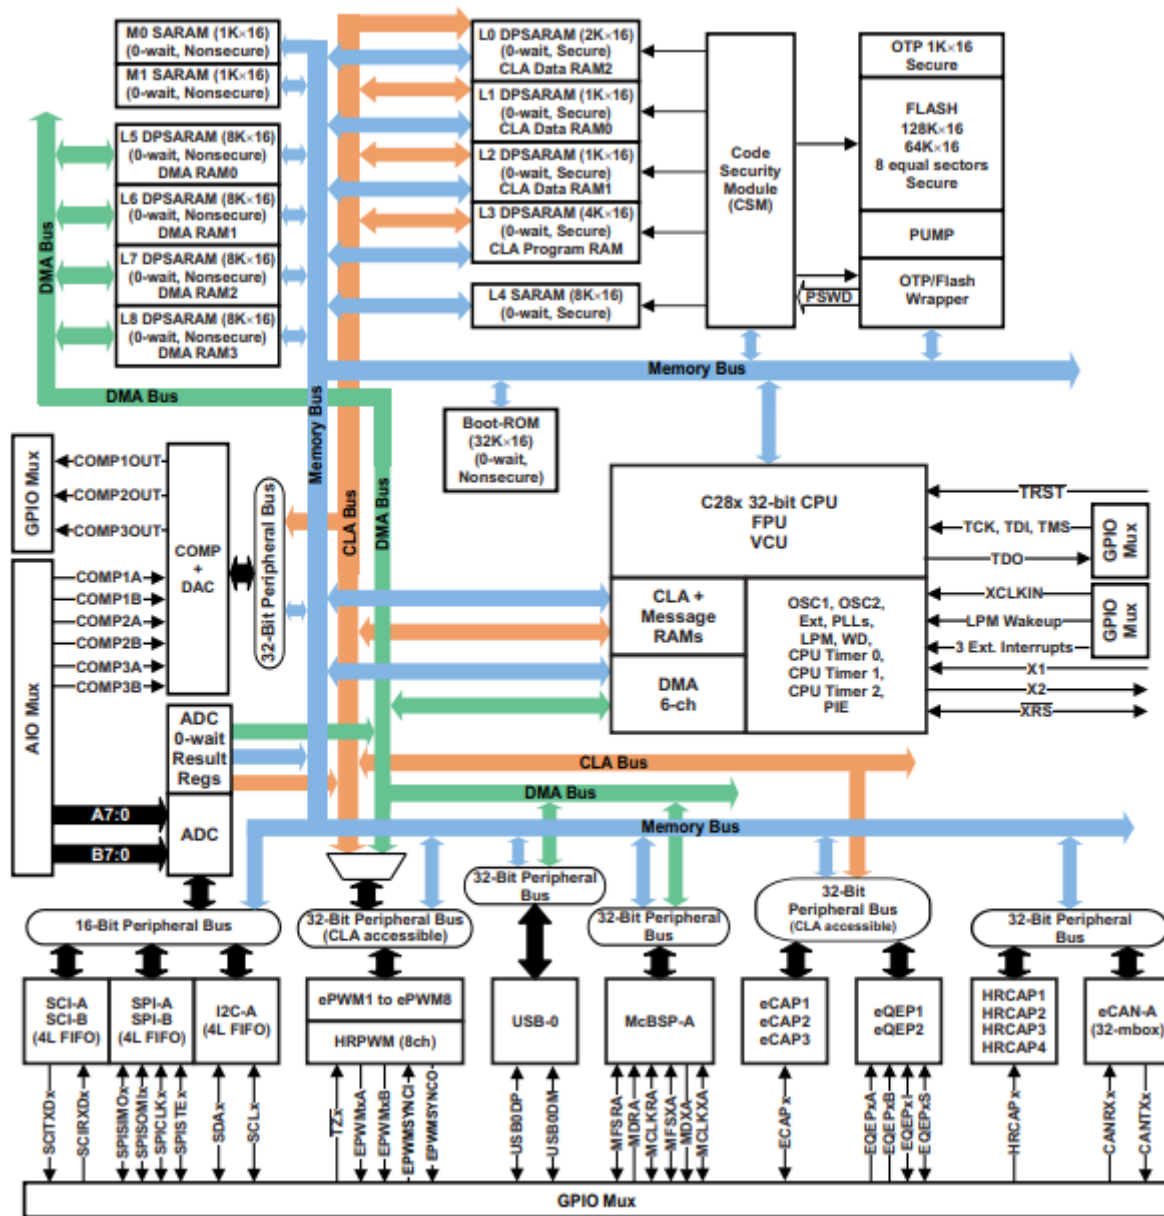 M0 SARAM (1K×16)
(0-wait, Nonsecure)
M1 SARAM (1K×16)
(0-wait, Nonsecure)
L5 DPSARAM (8K×16)
(0-wait, Nonsecure)
DMA RAM0
L6 DPSARAM (8K×16)
(0-wait, Nonsecure)
DMA RAM1
L7 DPSARAM (8K×16)
(0-wait, Nonsecure)
DMA RAM2
L8 DPSARAM (8K×16)
(0-wait, Nonsecure)
DMA RAM3
DMA Bus
L0 DPSARAM (2K×16)
(0-wait, Secure)
CLA Data RAM2
L1 DPSARAM (1K×16)
(0-wait, Secure)
CLA Data RAM0
L2 DPSARAM (1K×16)
(0-wait, Secure)
CLA Data RAM1
L3 DPSARAM (4K×16)
(0-wait, Secure)
CLA Program RAM
L4 SARAM (8K×16)
(0-wait, Secure)
Code
Security
Module
(CSM)
OTP 1K×16
Secure
FLASH
128K×16
64K×16
8 equal sectors
Secure
PUMP
OTP/Flash
Wrapper
PSWD
Memory Bus
DMA Bus
Memory Bus
CLA Bus
DMA Bus
Boot-ROM
(32K×16)
(0-wait,
Nonsecure)
GPIO Mux
COMP1OUT
COMP2OUT
COMP3OUT
COMP
+
DAC
32-Bit Peripheral Bus
AIO Mux
COMP1A
COMP1B
COMP2A
COMP2B
COMP3A
COMP3B
ADC
0-wait
Result
Regs
ADC
A7:0
B7:0
C28x 32-bit CPU
FPU
VCU
CLA +
Message
RAMs
DMA
6-ch
OSC1, OSC2,
Ext, PLLs,
LPM, WD,
CPU Timer 0,
CPU Timer 1,
CPU Timer 2,
PIE
TRST
TCK, TDI, TMS
TDO
GPIO
Mux
XCLKIN
LPM Wakeup
3 Ext. Interrupts
GPIO
Mux
X1
X2
XRS
CLA Bus
DMA Bus
Memory Bus
16-Bit Peripheral Bus
32-Bit Peripheral Bus
(CLA accessible)
32-Bit Peripheral
Bus
32-Bit Peripheral
Bus
32-Bit
Peripheral Bus
(CLA accessible)
32-Bit Peripheral
Bus
SCI-A
SCI-B
(4L FIFO)
SPI-A
SPI-B
(4L FIFO)
I2C-A
(4L FIFO)
ePWM1 to ePWM8
HRPWM (8ch)
USB-0
McBSP-A
eCAP1
eCAP2
eCAP3
eQEP1
eQEP2
HRCAP1
HRCAP2
HRCAP3
HRCAP4
eCAN-A
(32-mbox)
SCITXDx
SCIRXDx
SPISIMOx
SPISOMIx
SPICLKx
SPISTEx
SDAx
SCLx
TZx
EPWMxA
EPWMxB
EPWMSYNCI
EPWMSYNCO
USB0DP
USB0DM
MFSRA
MDRA
MCLKRA
MFSXA
MDXA
MCLKXA
ECAPx
EQEPxA
EQEPxB
EQEPxI
EQEPxS
HRCAPx
CANRXx
CANTXx
GPIO Mux